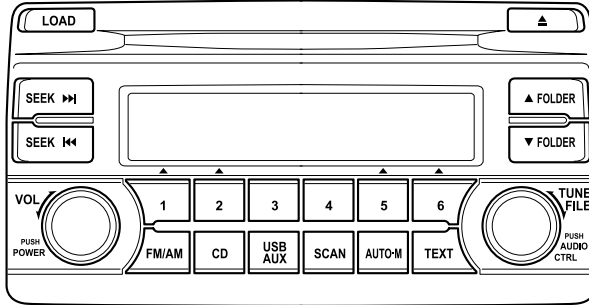 LOAD
SEEK
SEEK
FOLDER
FOLDER
VOL
PUSH
POWER
1
2
3
4
5
6
FM/AM
CD
USB
AUX
SCAN
AUTO-M
TEXT
TUNE
FILE
PUSH
AUDIO
CTRL